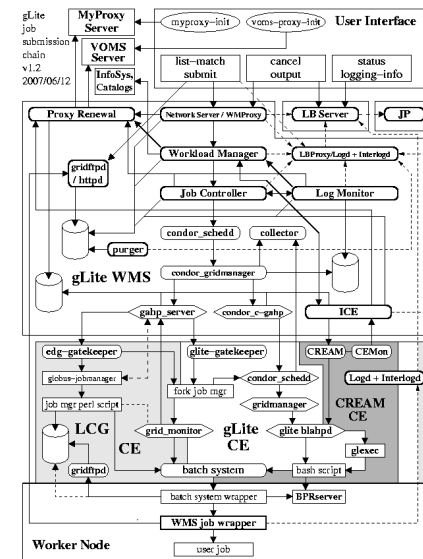 gLite
job
submission
chain
v1.2
2007/06/12
MyProxy
Server
VOMS
Server
InfoSys,
Catalogs
myproxy-init
voms-proxy-init
User Interface
list-match
submit
cancel
output
status
logging-info
Proxy Renewal
Network Server / WMProxy
LB Server
JP
gridftpd
/ httpd
Workload Manager
LBProxy/Logd + Interlogd
Job Controller
Log Monitor
condor_schedd
collector
purger
condor_gridmanager
gLite WMS
gahp_server
condor_c-gahp
ICE
edg-gatekeeper
glite-gatekeeper
CREAM
CEMon
globus-jobmanager
fork job mgr
condor_schedd
Logd + Interlogd
job mgr perl script
gridmanager
CREAM
CE
LCG
CE
grid_monitor
gLite
CE
glite blahpd
glexec
gridftpd
batch system
bash script
batch system wrapper
BPRserver
WMS job wrapper
Worker Node
user job